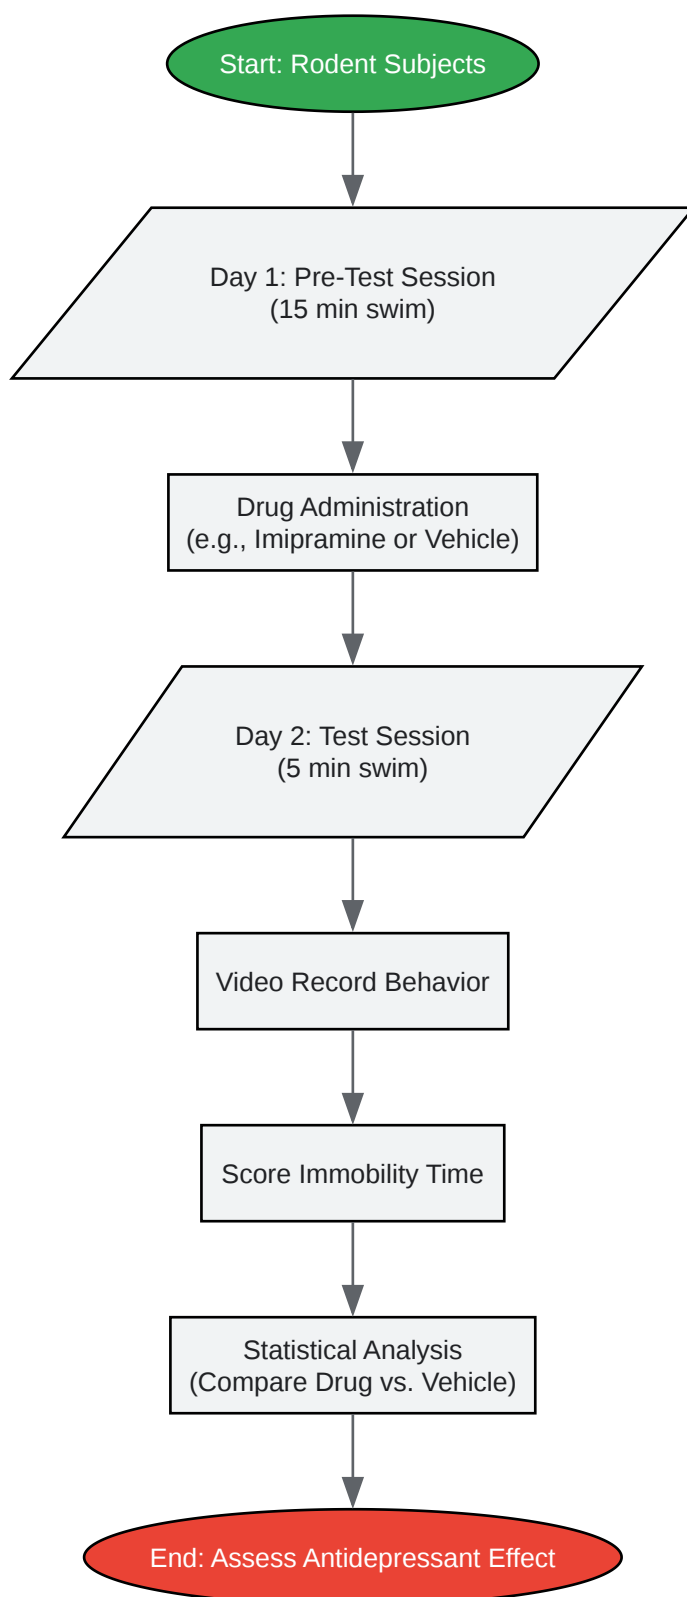 Start: Rodent Subjects
Day 1: Pre-Test Session
(15 min swim)
Drug Administration
(e.g., Imipramine or Vehicle)
Day 2: Test Session
(5 min swim)
Video Record Behavior
Score Immobility Time
Statistical Analysis
(Compare Drug vs. Vehicle)
End: Assess Antidepressant Effect